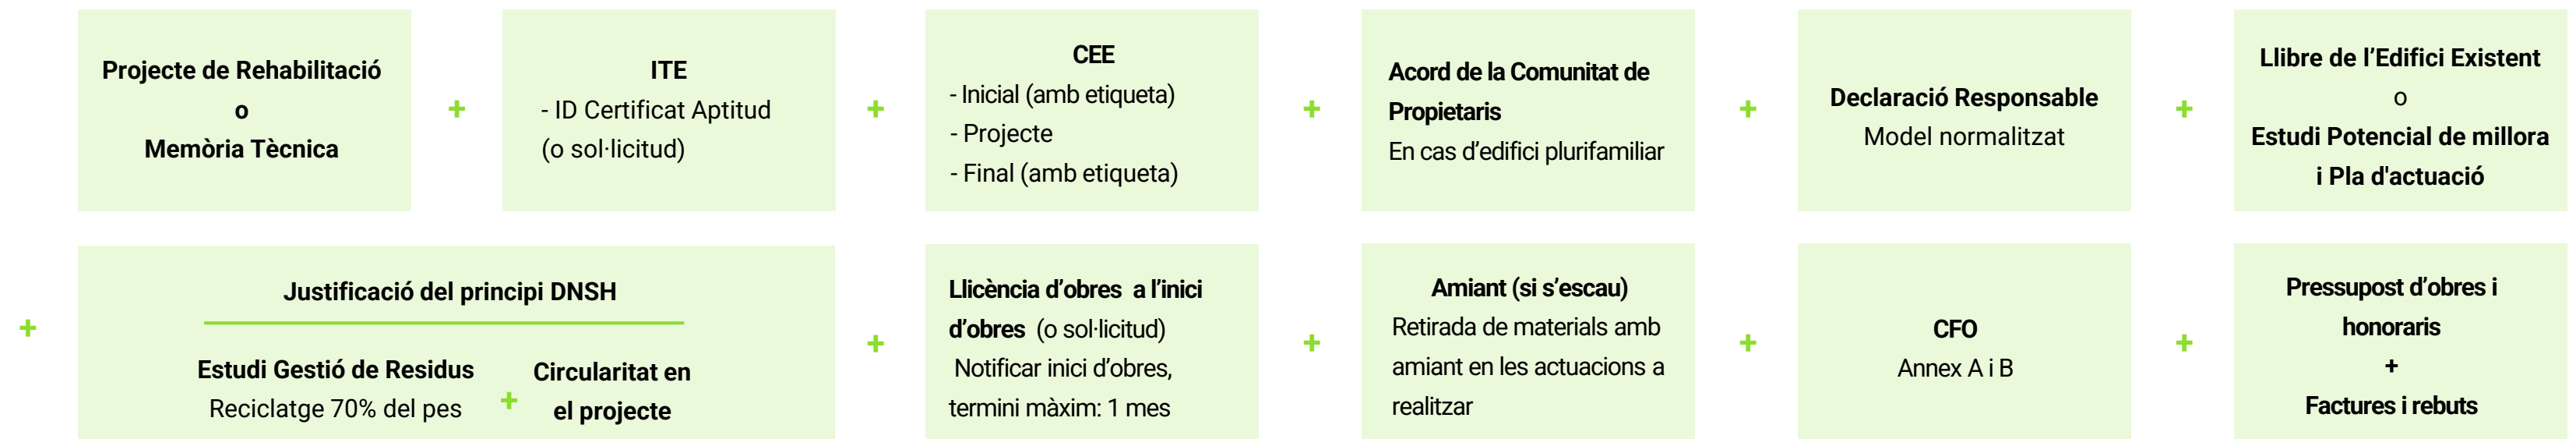 Projecte de Rehabilitació
o
Memòria Tècnica
+
ITE
- ID Certificat Aptitud
(o sol·licitud)
+
CEE
- Inicial (amb etiqueta)
- Projecte
- Final (amb etiqueta)
+
Acord de la Comunitat de
Propietaris
En cas d’edifici plurifamiliar
+
Declaració Responsable
Model normalitzat
+
Llibre de l’Edifici Existent
o
Estudi Potencial de millora
i Pla d'actuació
+
Justificació del principi DNSH
Estudi Gestió de Residus
Reciclatge 70% del pes
+
Circularitat en
el projecte
+
Llicència d’obres a l’inici
d’obres (o sol·licitud)
Notificar inici d’obres,
termini màxim: 1 mes
+
Amiant (si s’escau)
Retirada de materials amb
amiant en les actuacions a
realitzar
+
CFO
Annex A i B
+
Pressupost d’obres i
honoraris
+
Factures i rebuts